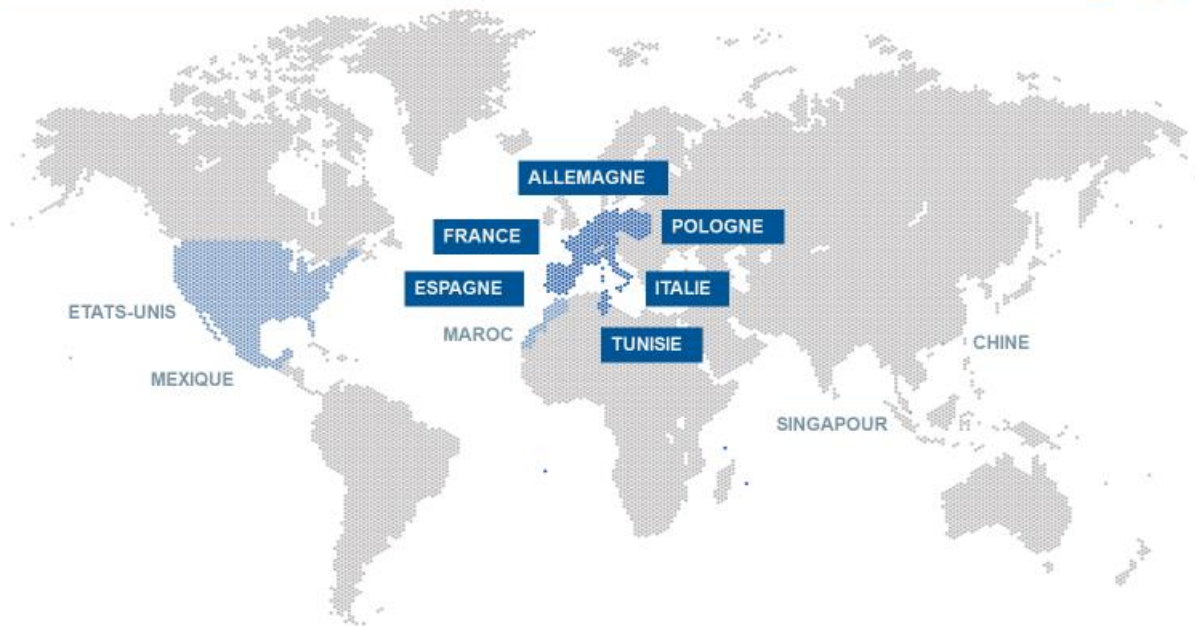 ALLEMAGNE
FRANCE
POLOGNE
ESPAGNE
ITALIE
ETATS-UNIS
MAROC
TUNISIE
CHINE
MEXIQUE
SINGAPOUR